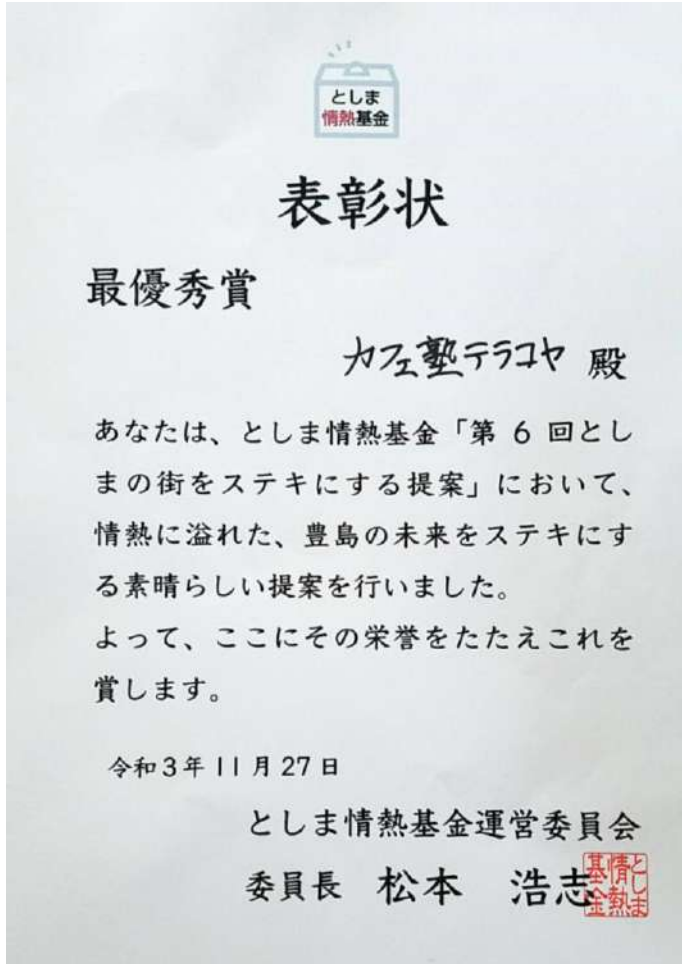 としま
情熱基金
表彰状
最優秀賞
カフェ塾テラコヤ 殿
あなたは、としま情熱基金「第 6 回とし
まの街をステキにする提案」において、
情熱に溢れた、豊島の未来をステキにす
る素晴らしい提案を行いました。
よって、ここにその栄誉をたたえこれを
賞します。
令和3年11月27日
としま情熱基金運営委員会
委員長 松本 浩志
としま
情熱
基金